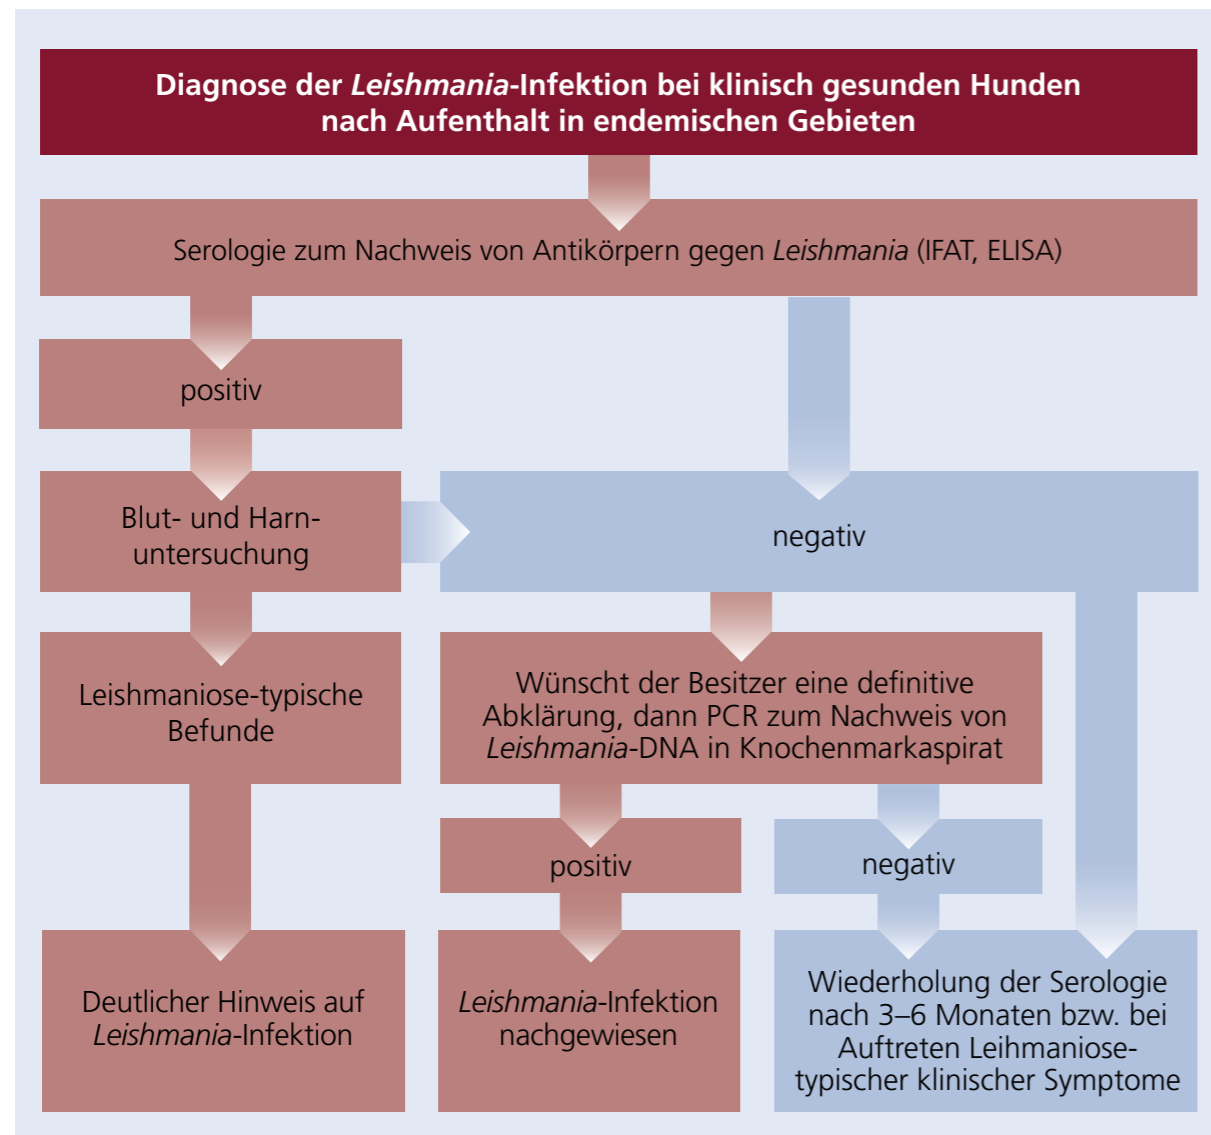 Diagnose der Leishmania-Infektion bei klinisch gesunden Hunden
nach Aufenthalt in endemischen Gebieten
Serologie zum Nachweis von Antikörpern gegen Leishmania (IFAT, ELISA)
positiv
Blut- und Harn-
untersuchung
negativ
Leishmaniose-typische
Befunde
Wünscht der Besitzer eine definitive
Abklärung, dann PCR zum Nachweis von
Leishmania-DNA in Knochenmarkaspirat
positiv
negativ
Deutlicher Hinweis auf
Leishmania-Infektion
Leishmania-Infektion
nachgewiesen
Wiederholung der Serologie
nach 3–6 Monaten bzw. bei
Auftreten Leihmaniose-
typischer klinischer Symptome